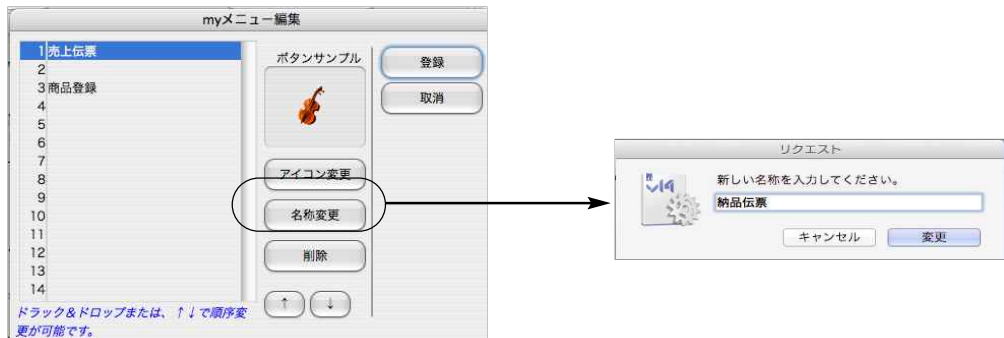 myメニュー編集
1 売上伝票
2
3 商品登録
4
5
6
7
8
9
10
11
12
13
14
ドラック&ドロップまたは、↑↓で順序変
更が可能です。
ボタンサンプル
アイコン変更
名称変更
削除
↑ ↓
登録
取消
リクエスト
v14
新しい名称を入力してください。
納品伝票
キャンセル 変更